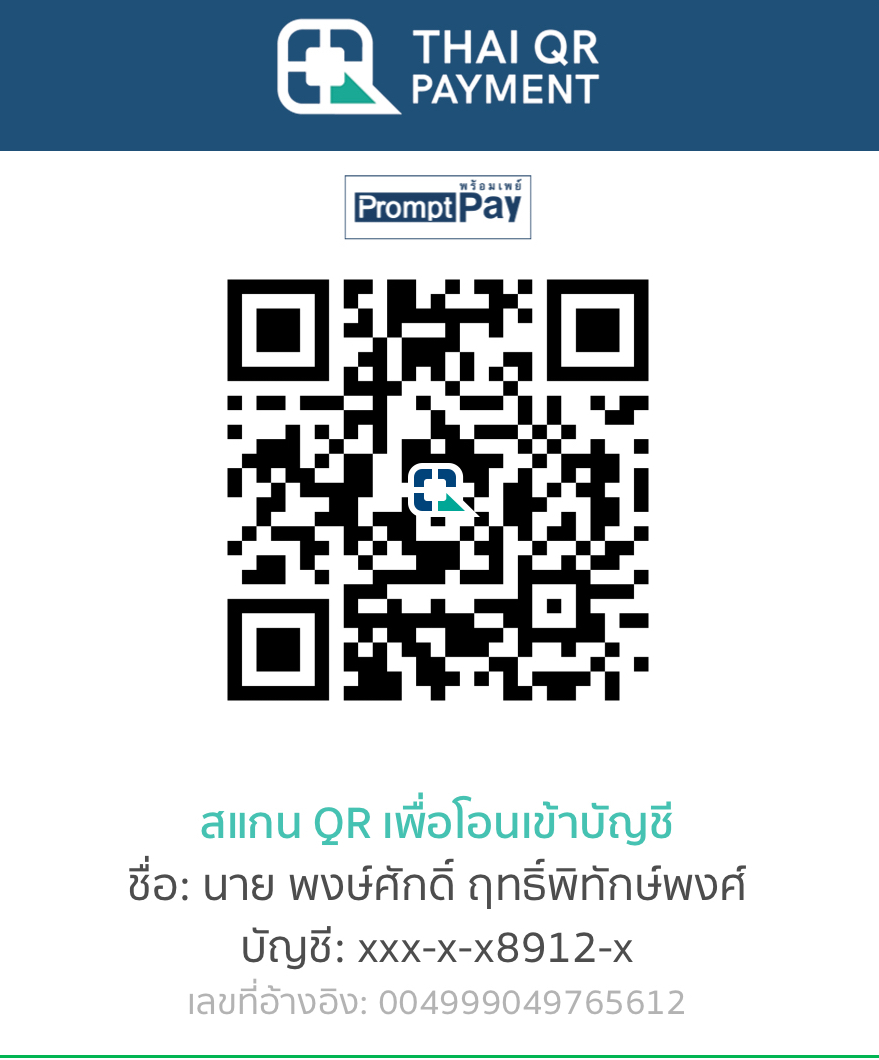 THAI QR
PAYMENT
พร้อมเพย์
PromptPay
สแกน QR เพื่อโอนเข้าบัญชี
ชื่อ: นาย พงษ์ศักดิ์ ฤทธิ์พิทักษ์พงศ์
บัญชี: xxx-x-x8912-x
เลขที่อ้างอิง: 004999049765612